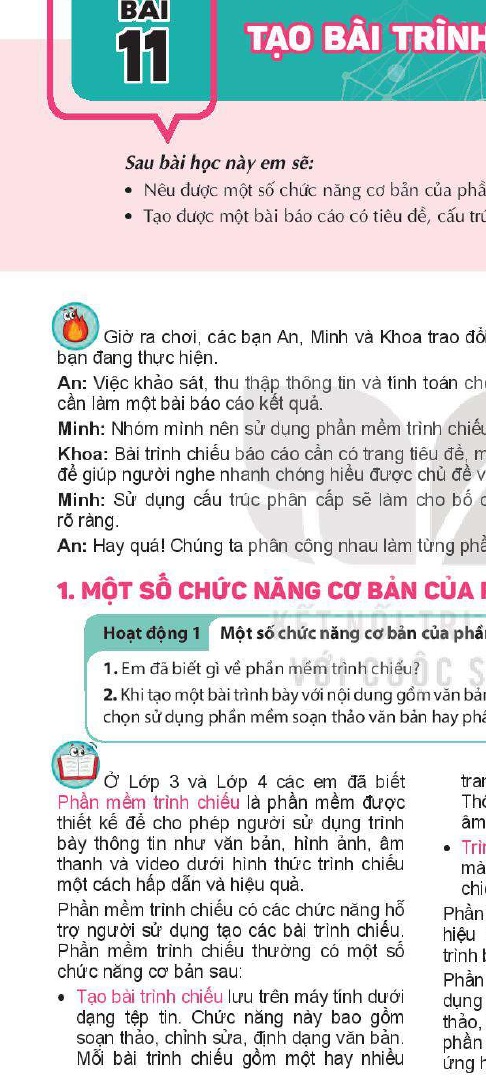 BÀI
11
TẠO BÀI TRÌNH
Sau bài học này em sẽ:
• Nêu được một số chức năng cơ bản của
• Tạo được một bài báo cáo có tiêu đề, cấu
Giờ ra chơi, các bạn An, Minh và Khoa trao đổi
bạn đang thực hiện.
An: Việc khảo sát, thu thập thông tin và tính toán
cần làm một bài báo cáo kết quả.
Minh: Nhóm mình nên sử dụng phần mềm trình chiếu
Khoa: Bài trình chiếu báo cáo cần có trang tiêu đề,
để giúp người nghe nhanh chóng hiểu được chủ đề
Minh: Sử dụng cấu trúc phân cấp sẽ làm cho bố
rõ ràng.
An: Hay quá! Chúng ta phân công nhau làm từng
1. MỘT SỐ CHỨC NĂNG CƠ BẢN CỦA
KẾT NỐI TRI
VỚI CUỘC
Hoạt động 1 Một số chức năng cơ bản của
1. Em đã biết gì về phần mềm trình chiếu?
2. Khi tạo một bài trình bày với nội dung gồm văn
chọn sử dụng phần mềm soạn thảo văn bản hay
Ở Lớp 3 và Lớp 4 các em đã biết
Phần mềm trình chiếu là phần mềm được
thiết kế để cho phép người sử dụng trình
bày thông tin như văn bản, hình ảnh, âm
thanh và video dưới hình thức trình chiếu
một cách hấp dẫn và hiệu quả.
Phần mềm trình chiếu có các chức năng hỗ
trợ người sử dụng tạo các bài trình chiếu.
Phần mềm trình chiếu thường có một số
chức năng cơ bản sau:
• Tạo bài trình chiếu lưu trên máy tính dưới
dạng tệp tin. Chức năng này bao gồm
soạn thảo, chỉnh sửa, định dạng văn bản.
Mỗi bài trình chiếu gồm một hay nhiều
âm
•
Phần
hiệu
trình
Phần
dụng
thảo,
phần
ứng